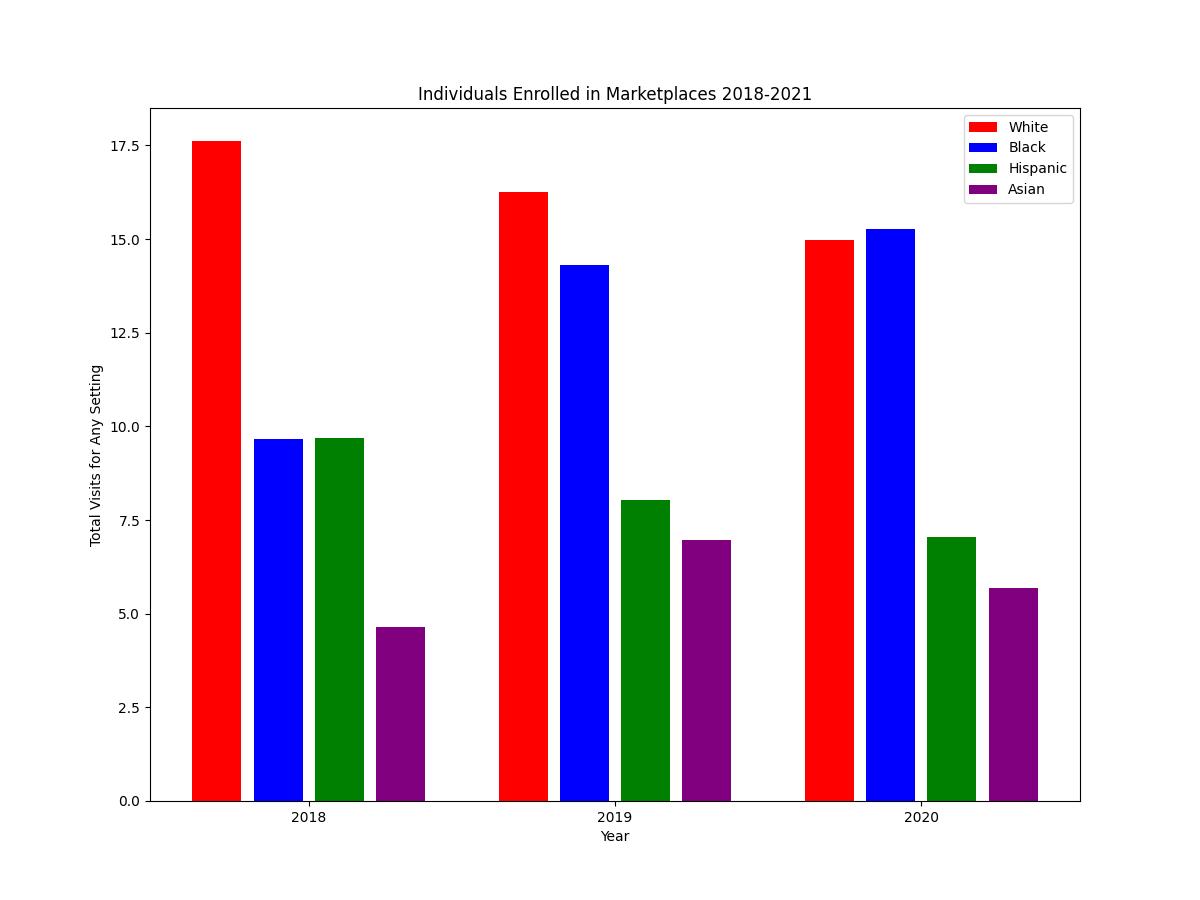 Individuals Enrolled in Marketplaces 2018-2021
White
Black
Hispanic
Asian
17.5
15.0
12.5
10.0
7.5
5.0
2.5
0.0
Total Visits for Any Setting
2018
2019
2020
Year